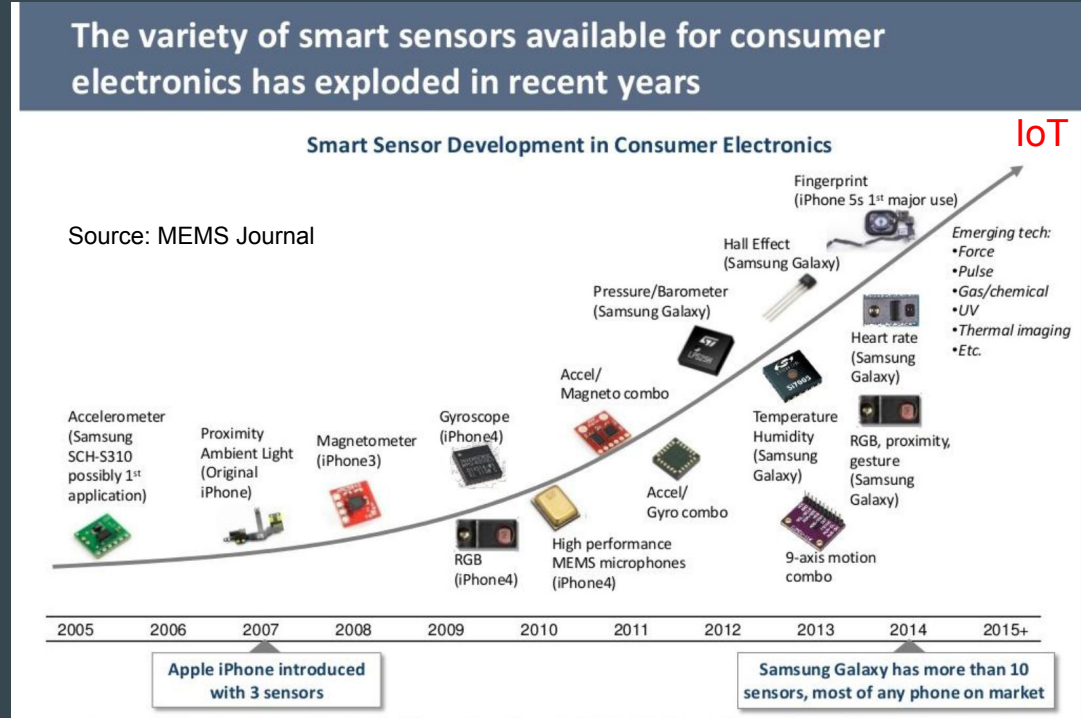 The variety of smart sensors available for consumer
electronics has exploded in recent years
IoT
Smart Sensor Development in Consumer Electronics
Source: MEMS Journal
Accelerometer
(Samsung
SCH-S310
possibly 1st
application)
Proximity
Ambient Light
(Original
iPhone)
Magnetometer
(iPhone3)
Gyroscope
(iPhone4)
RGB
(iPhone4)
High performance
MEMS microphones
(iPhone4)
Accel/
Magneto combo
Accel/
Gyro combo
Pressure/Barometer
(Samsung Galaxy)
Hall Effect
(Samsung Galaxy)
Fingerprint
(iPhone 5s 1st major use)
Si7005
Temperature
Humidity
(Samsung
Galaxy)
9-axis motion
combo
Heart rate
(Samsung
Galaxy)
RGB, proximity,
gesture
(Samsung
Galaxy)
Emerging tech:
•Force
•Pulse
•Gas/chemical
•UV
•Thermal imaging
•Etc.
2005 2006 2007 2008 2009 2010 2011 2012 2013 2014 2015+
Apple iPhone introduced
with 3 sensors
Samsung Galaxy has more than 10
sensors, most of any phone on market